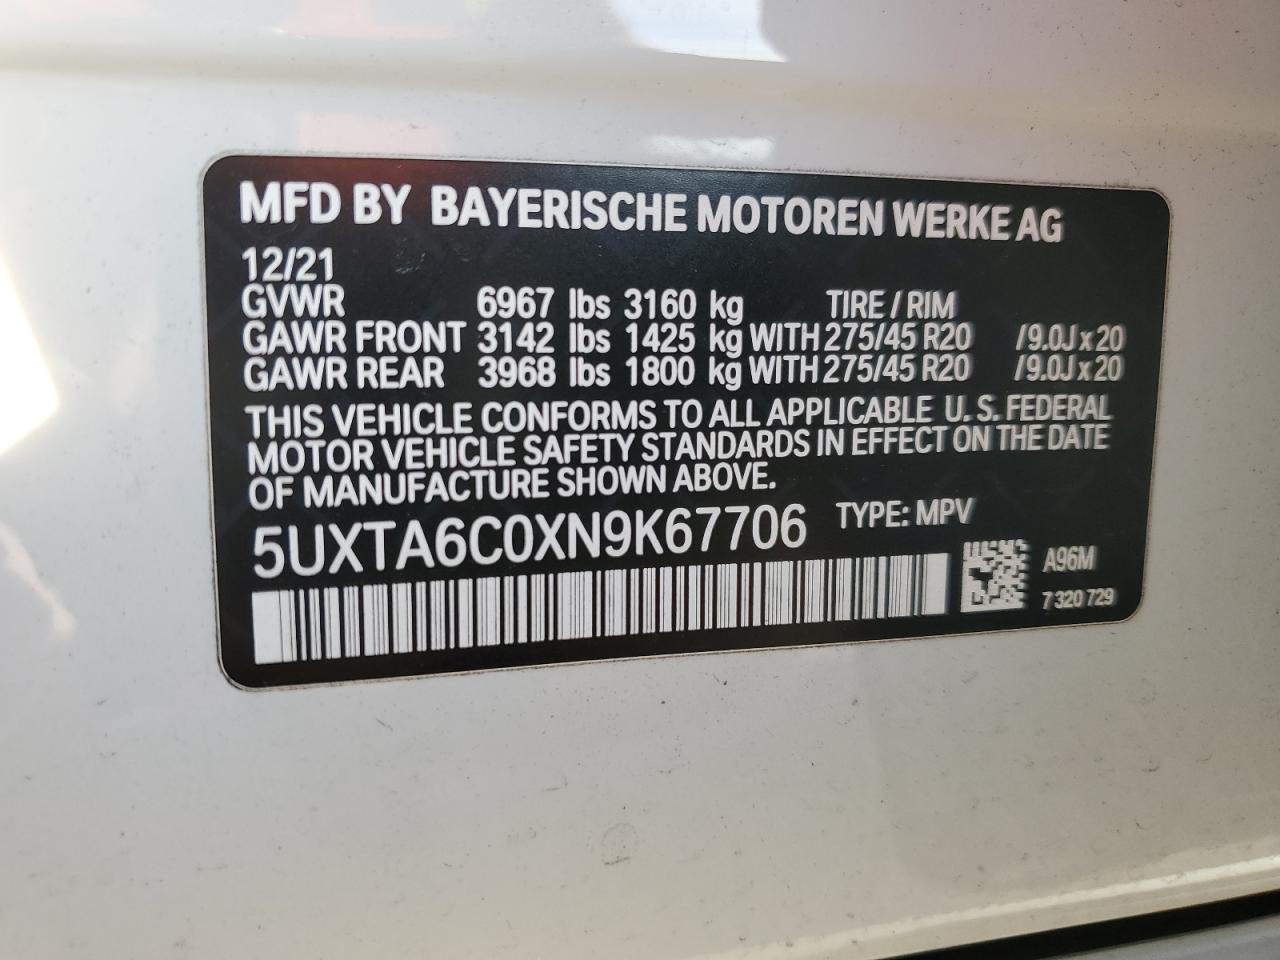 MFD BY BAYERISCHE MOTOREN WERKE AG
12/21
GVWR 6967 lbs 3160 kg TIRE / RIM
GAWR FRONT 3142 lbs 1425 kg WITH 275/45 R20 /9.0J x 20
GAWR REAR 3968 lbs 1800 kg WITH 275/45 R20 /9.0J x 20
THIS VEHICLE CONFORMS TO ALL APPLICABLE U. S. FEDERAL
MOTOR VEHICLE SAFETY STANDARDS IN EFFECT ON THE DATE
OF MANUFACTURE SHOWN ABOVE.
5UXTA6C0XN9K67706 TYPE: MPV
A96M
7 320 729